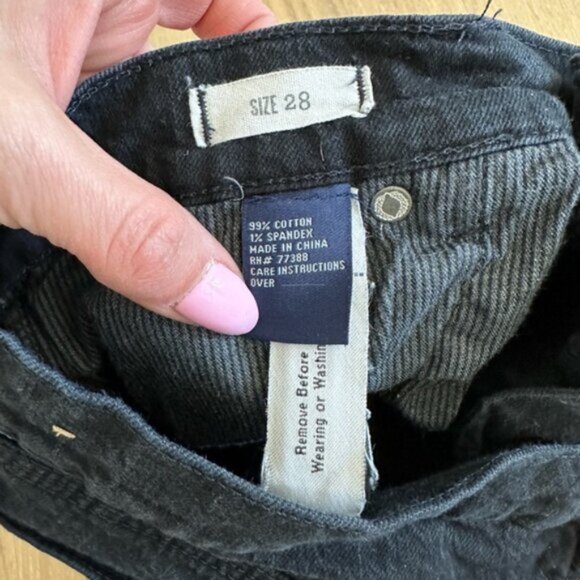 SIZE 28
99% COTTON
1% SPANDEX
MADE IN CHINA
RN# 77388
CARE INSTRUCTIONS
OVER
Remove Before
Wearing or Washin